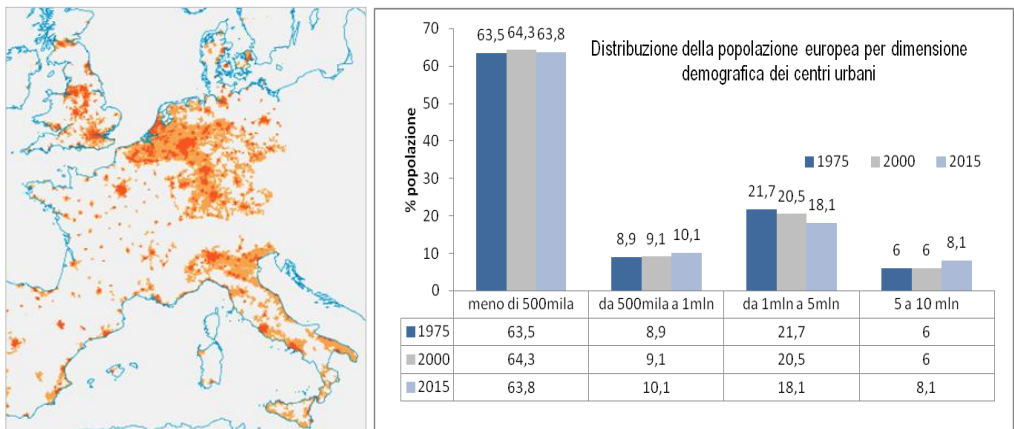 Distribuzione della popolazione europea per dimensione
demografica dei centri urbani
% popolazione
70
60
50
40
30
20
10
0
63,5 64,3 63,8
8,9 9,1 10,1
21,7 20,5 18,1
6 6 8,1
1975 2000 2015
meno di 500mila da 500mila a 1mln da 1mln a 5mln 5 a 10 mln
1975 63,5 8,9 21,7 6
2000 64,3 9,1 20,5 6
2015 63,8 10,1 18,1 8,1